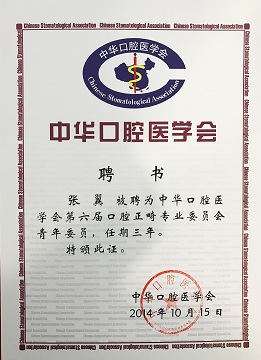 中华口腔医学会
Chinese Stomatological Association
中华口腔医学会
聘书
张翼 被聘为中华口腔医
学会第六届口腔正畸专业委员会
青年委员，任期三年。
特颁此证。
中华口腔医学会
2014年10月15日